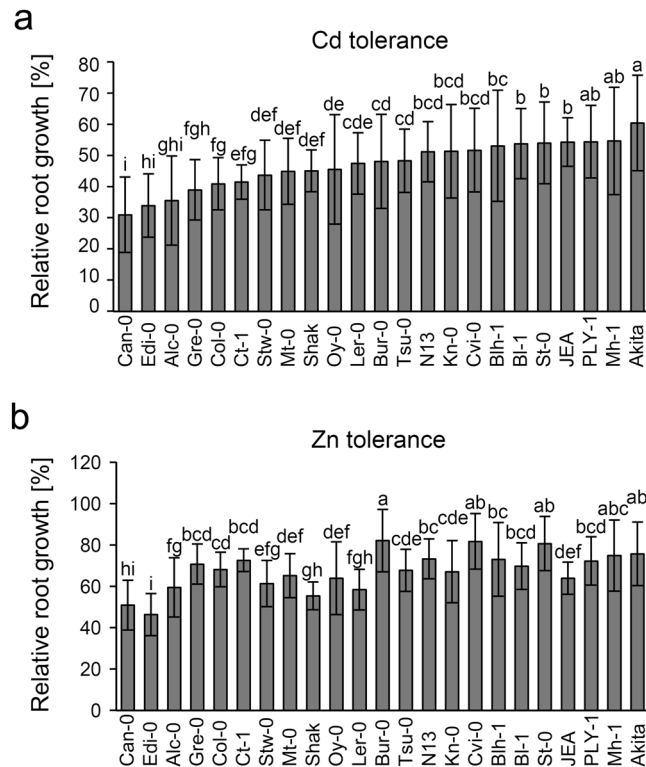 a
Cd tolerance
Relative root growth [%]
80
70
60
50
40
30
20
10
0
i hi ghi fgh fg efg def def def de cde cd cd bcd bcd bcd bc b b b ab ab a
Can-0 Edi-0 Alc-0 Gre-0 Col-0 Ct-1 Stw-0 Mt-0 Shak Oy-0 Ler-0 Bur-0 Tsu-0 N13 Kn-0 Cvi-0 Blh-1 Bl-1 St-0 JEA PLY-1 Mh-1 Akita
b
Zn tolerance
Relative root growth [%]
120
100
80
60
40
20
0
hi i fg bcd cd bcd efg def gh def fgh a cde bc cde ab bc bcd ab def bcd abc ab
Can-0 Edi-0 Alc-0 Gre-0 Col-0 Ct-1 Stw-0 Mt-0 Shak Oy-0 Ler-0 Bur-0 Tsu-0 N13 Kn-0 Cvi-0 Blh-1 Bl-1 St-0 JEA PLY-1 Mh-1 Akita